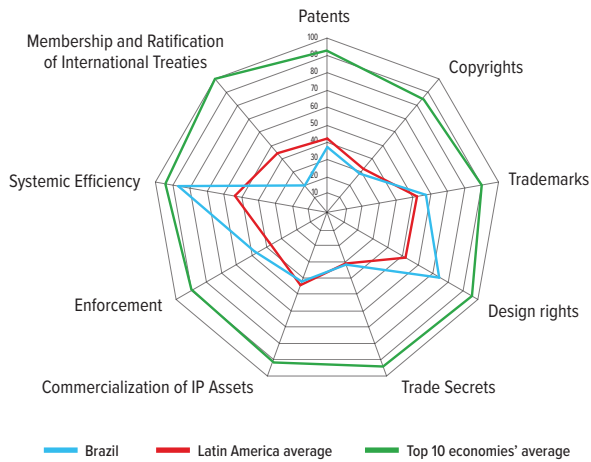 Patents
Membership and Ratification
of International Treaties
Copyrights
100
90
80
70
60
50
40
30
20
10
Systemic Efficiency
Trademarks
Enforcement
Design rights
Commercialization of IP Assets
Trade Secrets
Brazil
Latin America average
Top 10 economies' average